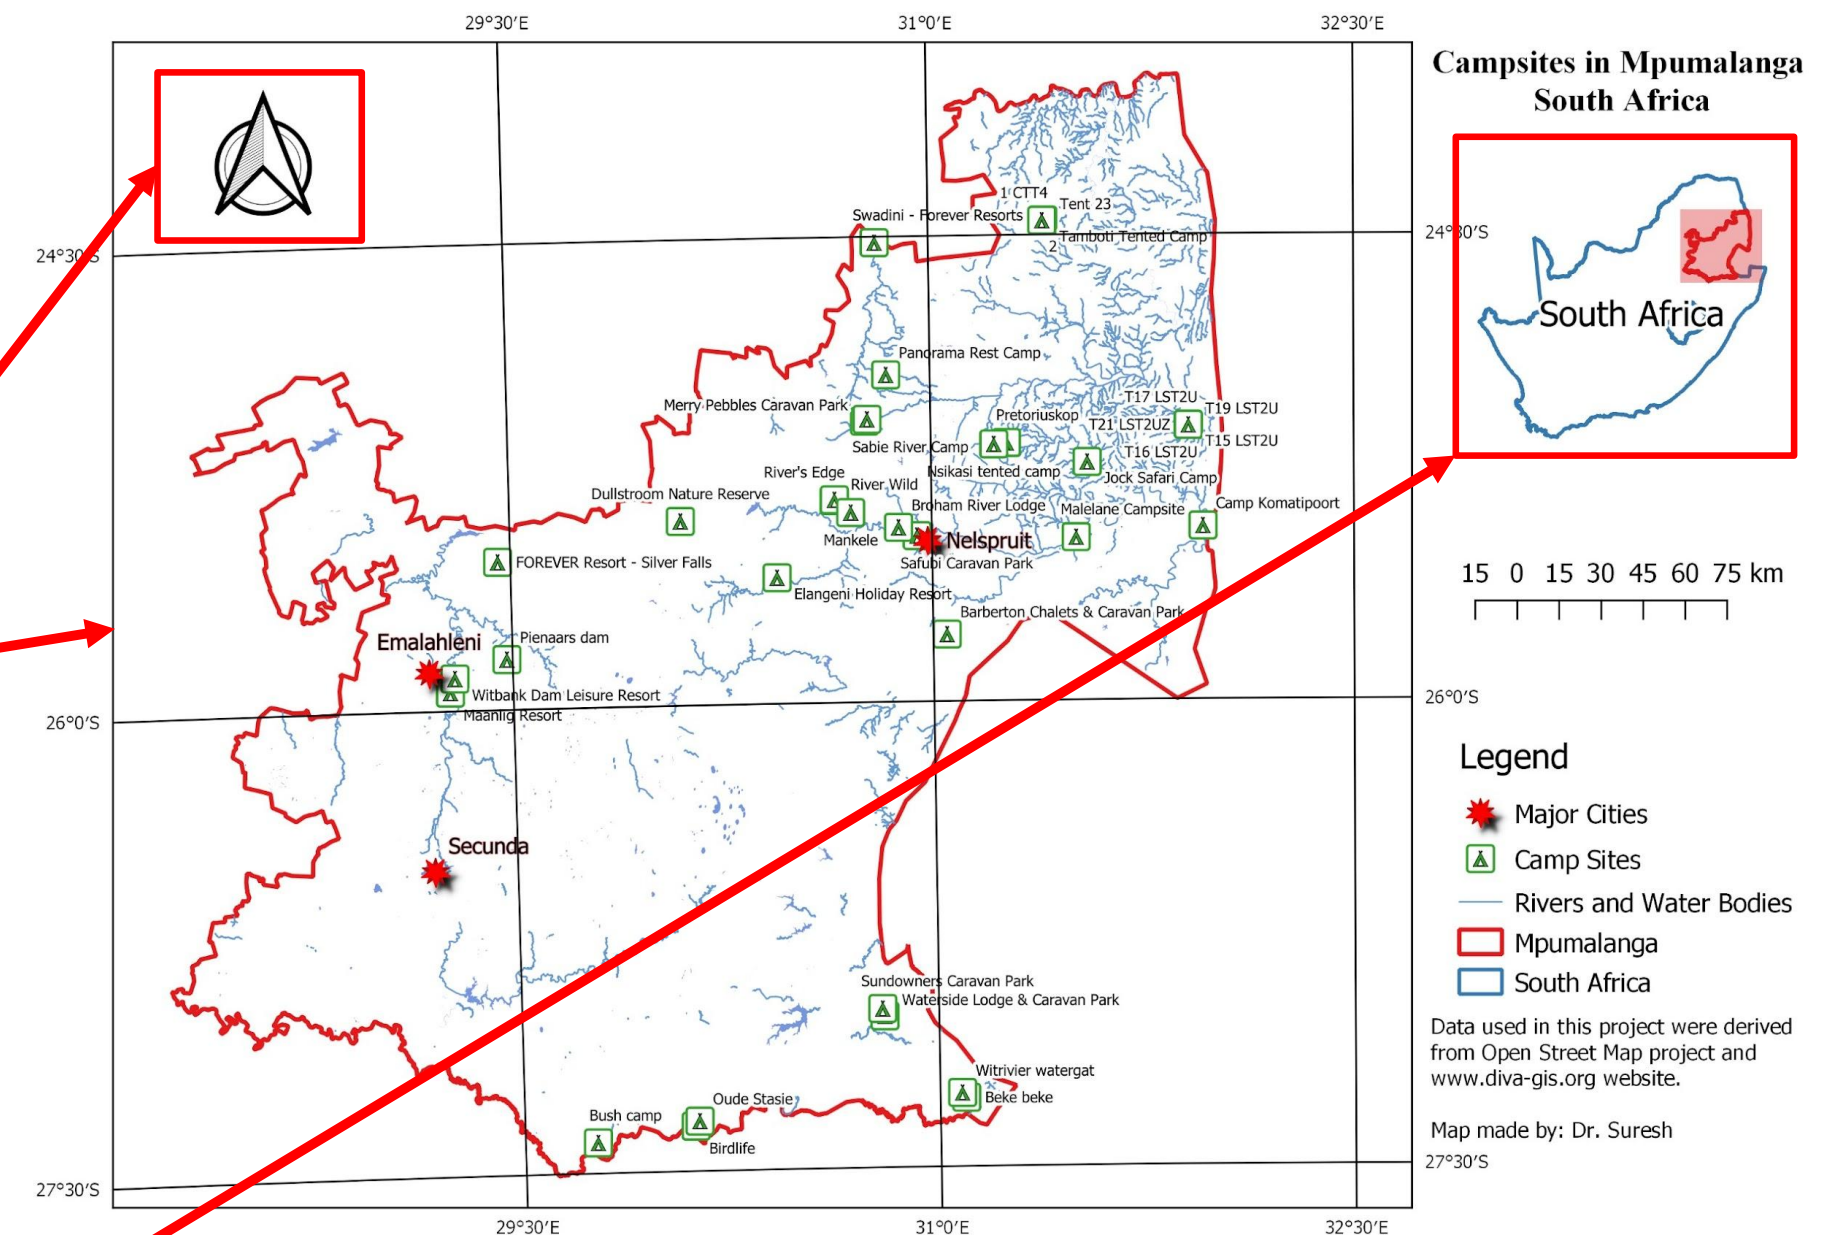 29°30'E 31°0'E 32°30'E
Campsites in Mpumalanga
South Africa
1 CTT4
Tent 23
Swadini - Forever Resorts
Tamboti Tented Camp
2
24°30'S
24°30'S
South Africa
Panorama Rest Camp
Merry Pebbles Caravan Park
T17 LST2U
T19 LST2U
Pretoriuskop
T21 LST2UZ
T15 LST2U
Sabie River Camp
T16 LST2U
Nsikasi tented camp
Jock Safari Camp
River's Edge
River Wild
Dullstroom Nature Reserve
Broham River Lodge
Malelane Campsite
Camp Komatipoort
Mankele
Nelspruit
Safubi Caravan Park
FOREVER Resort - Silver Falls
Elangeni Holiday Resort
Barberton Chalets & Caravan Park
15 0 15 30 45 60 75 km
Emalahleni
Pienaars dam
Witbank Dam Leisure Resort
Maanlig Resort
26°0'S
26°0'S
Legend
Major Cities
Camp Sites
Rivers and Water Bodies
Mpumalanga
South Africa
Secunda
Sundowners Caravan Park
Waterside Lodge & Caravan Park
Data used in this project were derived
from Open Street Map project and
www.diva-gis.org website.
Map made by: Dr. Suresh
Witrivier watergat
Beke beke
Oude Stasie
Bush camp
Birdlife
27°30'S
27°30'S
29°30'E 31°0'E 32°30'E